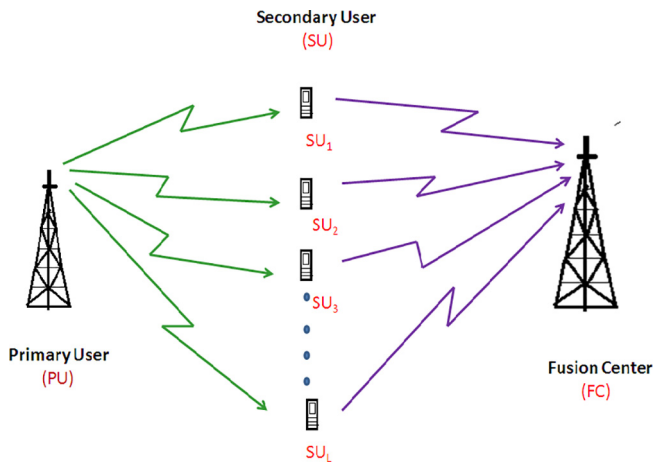 Secondary User
(SU)
SU1
SU2
SU3
Primary User
(PU)
Fusion Center
(FC)
SUL